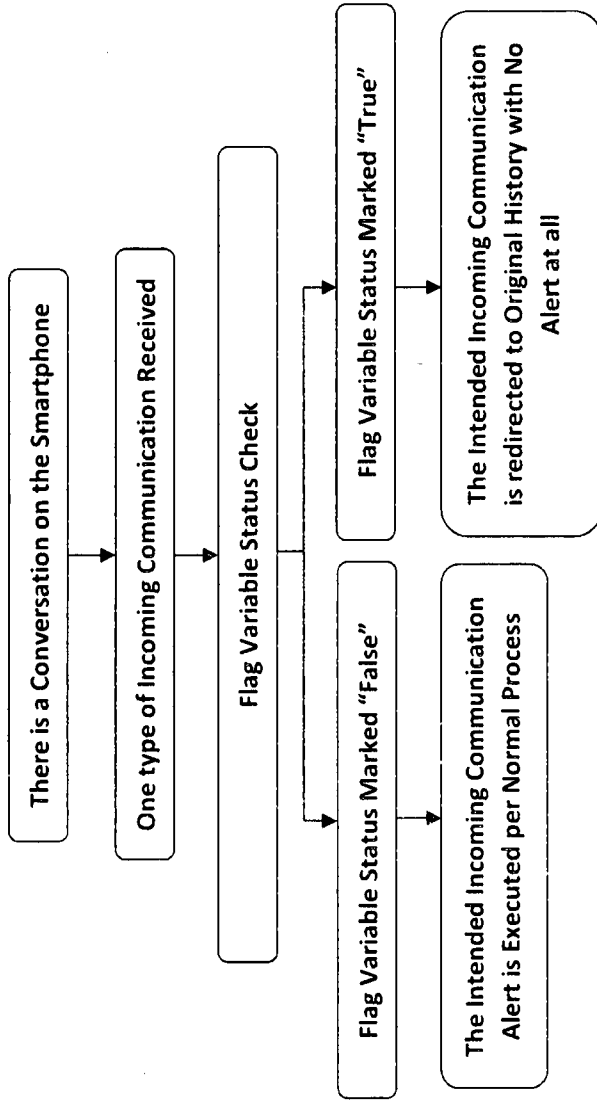 There is a Conversation on the Smartphone
One type of Incoming Communication Received
Flag Variable Status Check
Flag Variable Status Marked “False”
Flag Variable Status Marked “True”
The Intended Incoming Communication
Alert is Executed per Normal Process
The Intended Incoming Communication
is redirected to Original History with No
Alert at all